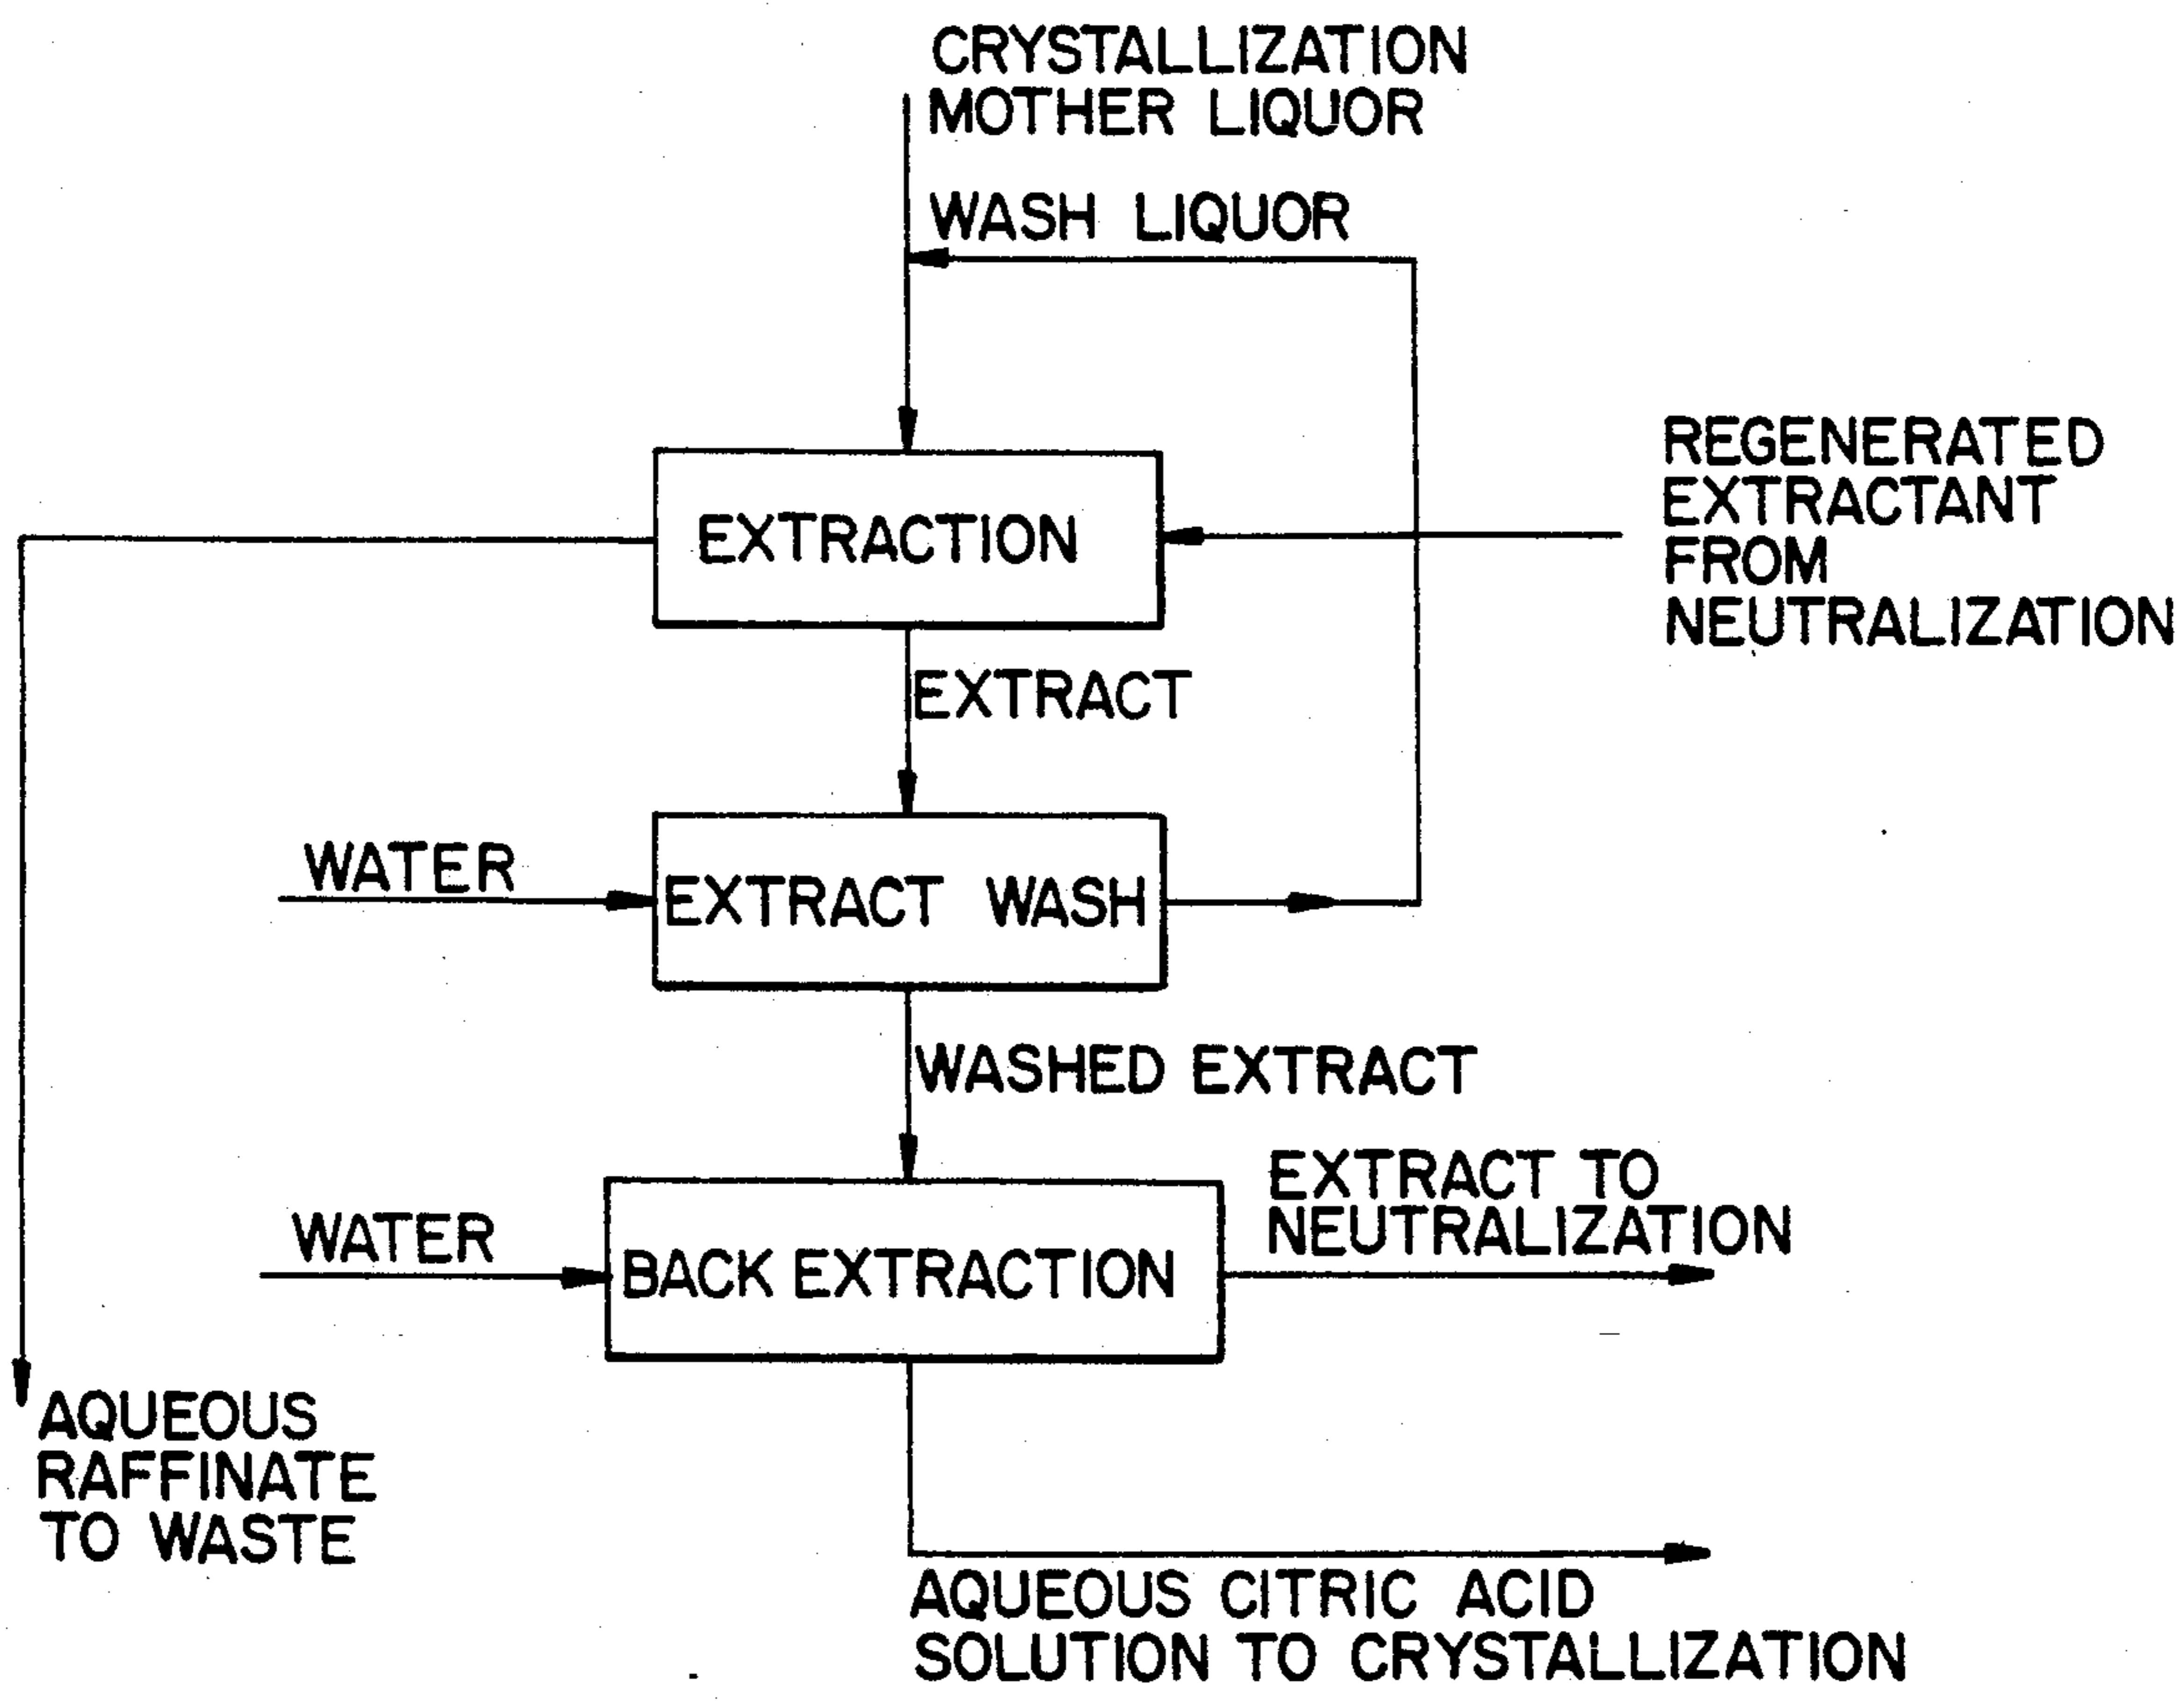 CRYSTALLIZATION
MOTHER LIQUOR
WASH LIQUOR
REGENERATED
EXTRACTANT
FROM
NEUTRALIZATION
EXTRACTION
EXTRACT
WATER
EXTRACT WASH
WASHED EXTRACT
EXTRACT TO
NEUTRALIZATION
WATER
BACK EXTRACTION
AQUEOUS
RAFFINATE
TO WASTE
AQUEOUS CITRIC ACID
SOLUTION TO CRYSTALLIZATION